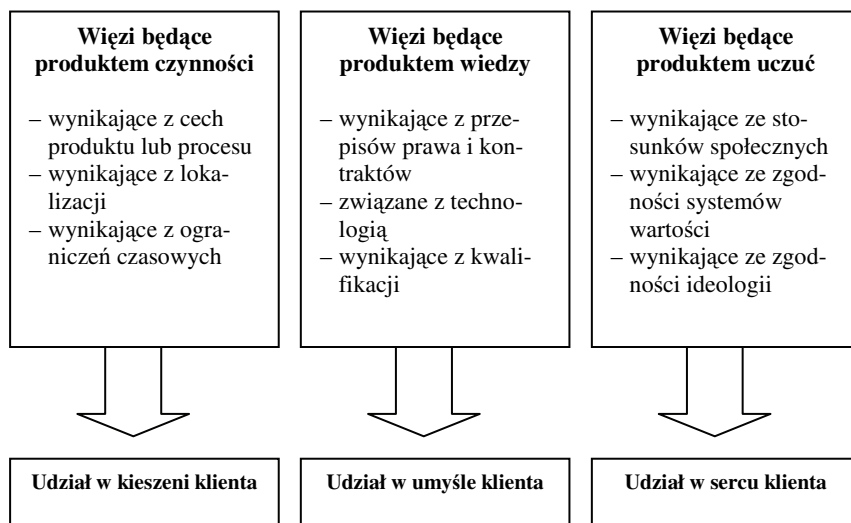 Więzi będące
produktem czynności
– wynikające z cech
produktu lub procesu
– wynikające z loka-
lizacji
– wynikające z ogra-
niczeń czasowych
Więzi będące
produktem wiedzy
– wynikające z prze-
pisów prawa i kon-
traktów
– związane z techno-
logią
– wynikające z kwali-
fikacji
Więzi będące
produktem uczuć
– wynikające ze sto-
sunków społecznych
– wynikające ze zgod-
ności systemów
wartości
– wynikające ze zgod-
ności ideologii
Udział w kieszeni klienta
Udział w umyśle klienta
Udział w sercu klienta